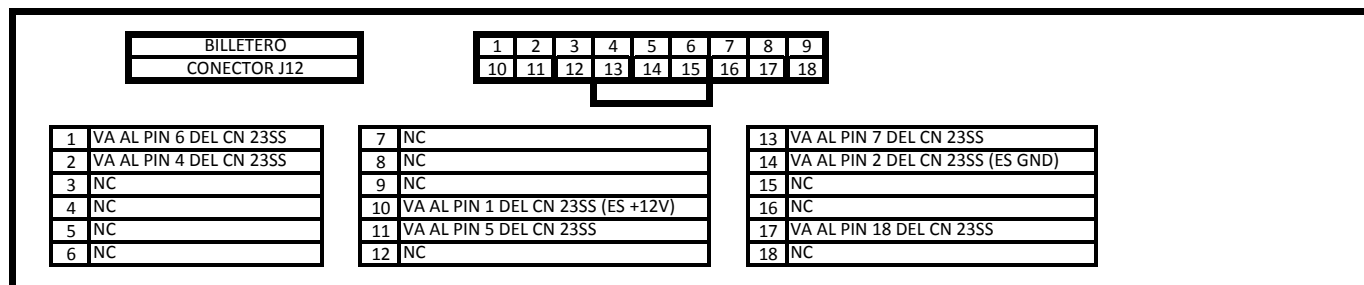 BILLETERO
CONECTOR J12
1 2 3 4 5 6 7 8 9
10 11 12 13 14 15 16 17 18
1 VA AL PIN 6 DEL CN 23SS
2 VA AL PIN 4 DEL CN 23SS
3 NC
4 NC
5 NC
6 NC
7 NC
8 NC
9 NC
10 VA AL PIN 1 DEL CN 23SS (ES +12V)
11 VA AL PIN 5 DEL CN 23SS
12 NC
13 VA AL PIN 7 DEL CN 23SS
14 VA AL PIN 2 DEL CN 23SS (ES GND)
15 NC
16 NC
17 VA AL PIN 18 DEL CN 23SS
18 NC